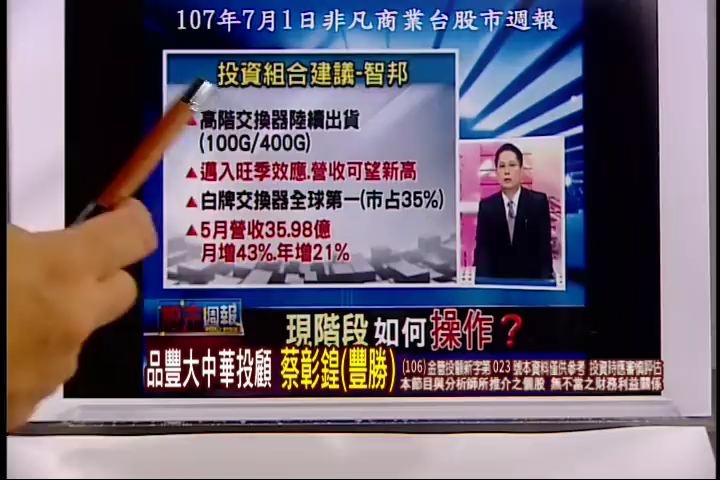 107年7月1日非凡商業台股市週報
投資組合建議-智邦
▲高階交換器陸續出貨
(100G/400G)
▲邁入旺季效應.營收可望新高
▲白牌交換器全球第一(市占35%)
▲5月營收35.98億
月增43%.年增21%
股市週報
現階段如何操作?
品豐大中華投顧 蔡彰鍠(豐勝)
(106)金管投顧新字第023號本資料僅供參考 投資時應審慎評估
本節目與分析師所推介之個股 無不當之財務利益關係